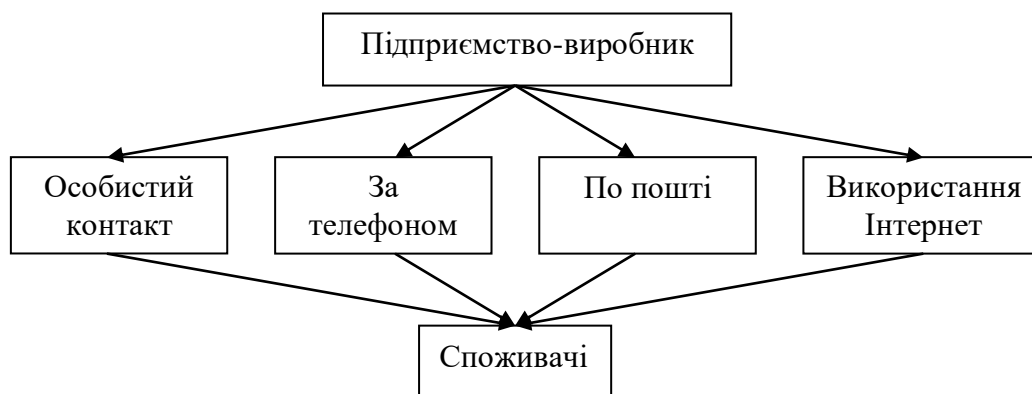 Підприємство-виробник
Особистий
контакт
За
телефоном
По пошті
Використання
Інтернет
Споживачі